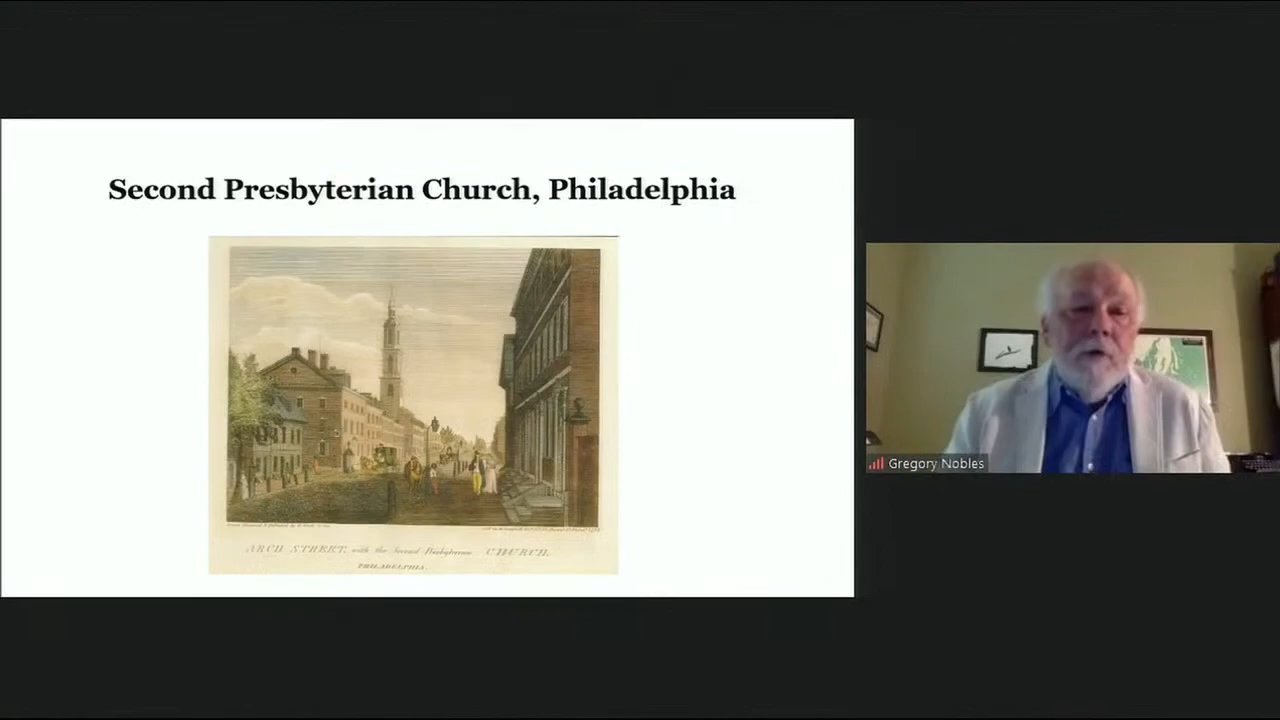 Second Presbyterian Church, Philadelphia
ARCH STREET, with the Second Presbyterian CHURCH.
PHILADELPHIA.
Gregory Nobles